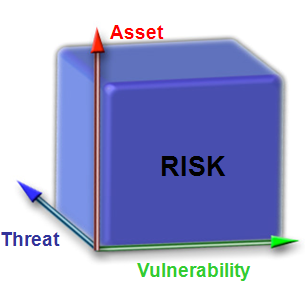 Asset
RISK
Threat
Vulnerability